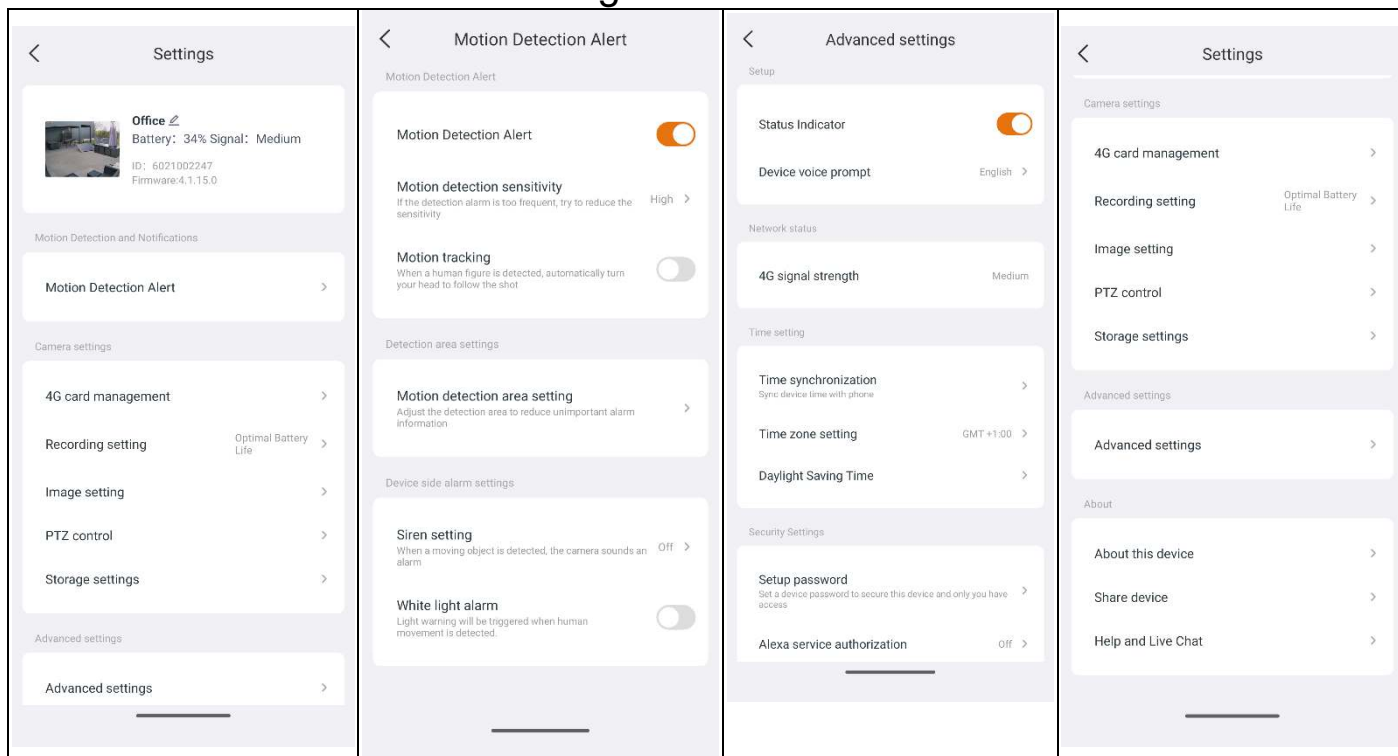 Settings
Office
Battery: 34% Signal: Medium
ID: 6021002247
Firmware:4.1.15.0
Motion Detection and Notifications
Motion Detection Alert
Camera settings
4G card management
Recording setting
Optimal Battery
Life
Image setting
PTZ control
Storage settings
Advanced settings
Advanced settings
Motion Detection Alert
Motion Detection Alert
Motion Detection Alert
Motion detection sensitivity
If the detection alarm is too frequent, try to reduce the
sensitivity
High
Motion tracking
When a human figure is detected, automatically turn
your head to follow the shot
Detection area settings
Motion detection area setting
Adjust the detection area to reduce unimportant alarm
information
Device side alarm settings
Siren setting
When a moving object is detected, the camera sounds an
alarm
Off
White light alarm
Light warning will be triggered when human
movement is detected.
Advanced settings
Setup
Status Indicator
Device voice prompt
English
Network status
4G signal strength
Medium
Time setting
Time synchronization
Sync device time with phone
Time zone setting
GMT +1:00
Daylight Saving Time
Security Settings
Setup password
Set a device password to secure this device and only you have
access
Alexa service authorization
Off
Settings
Camera settings
4G card management
Recording setting
Optimal Battery
Life
Image setting
PTZ control
Storage settings
Advanced settings
Advanced settings
About
About this device
Share device
Help and Live Chat